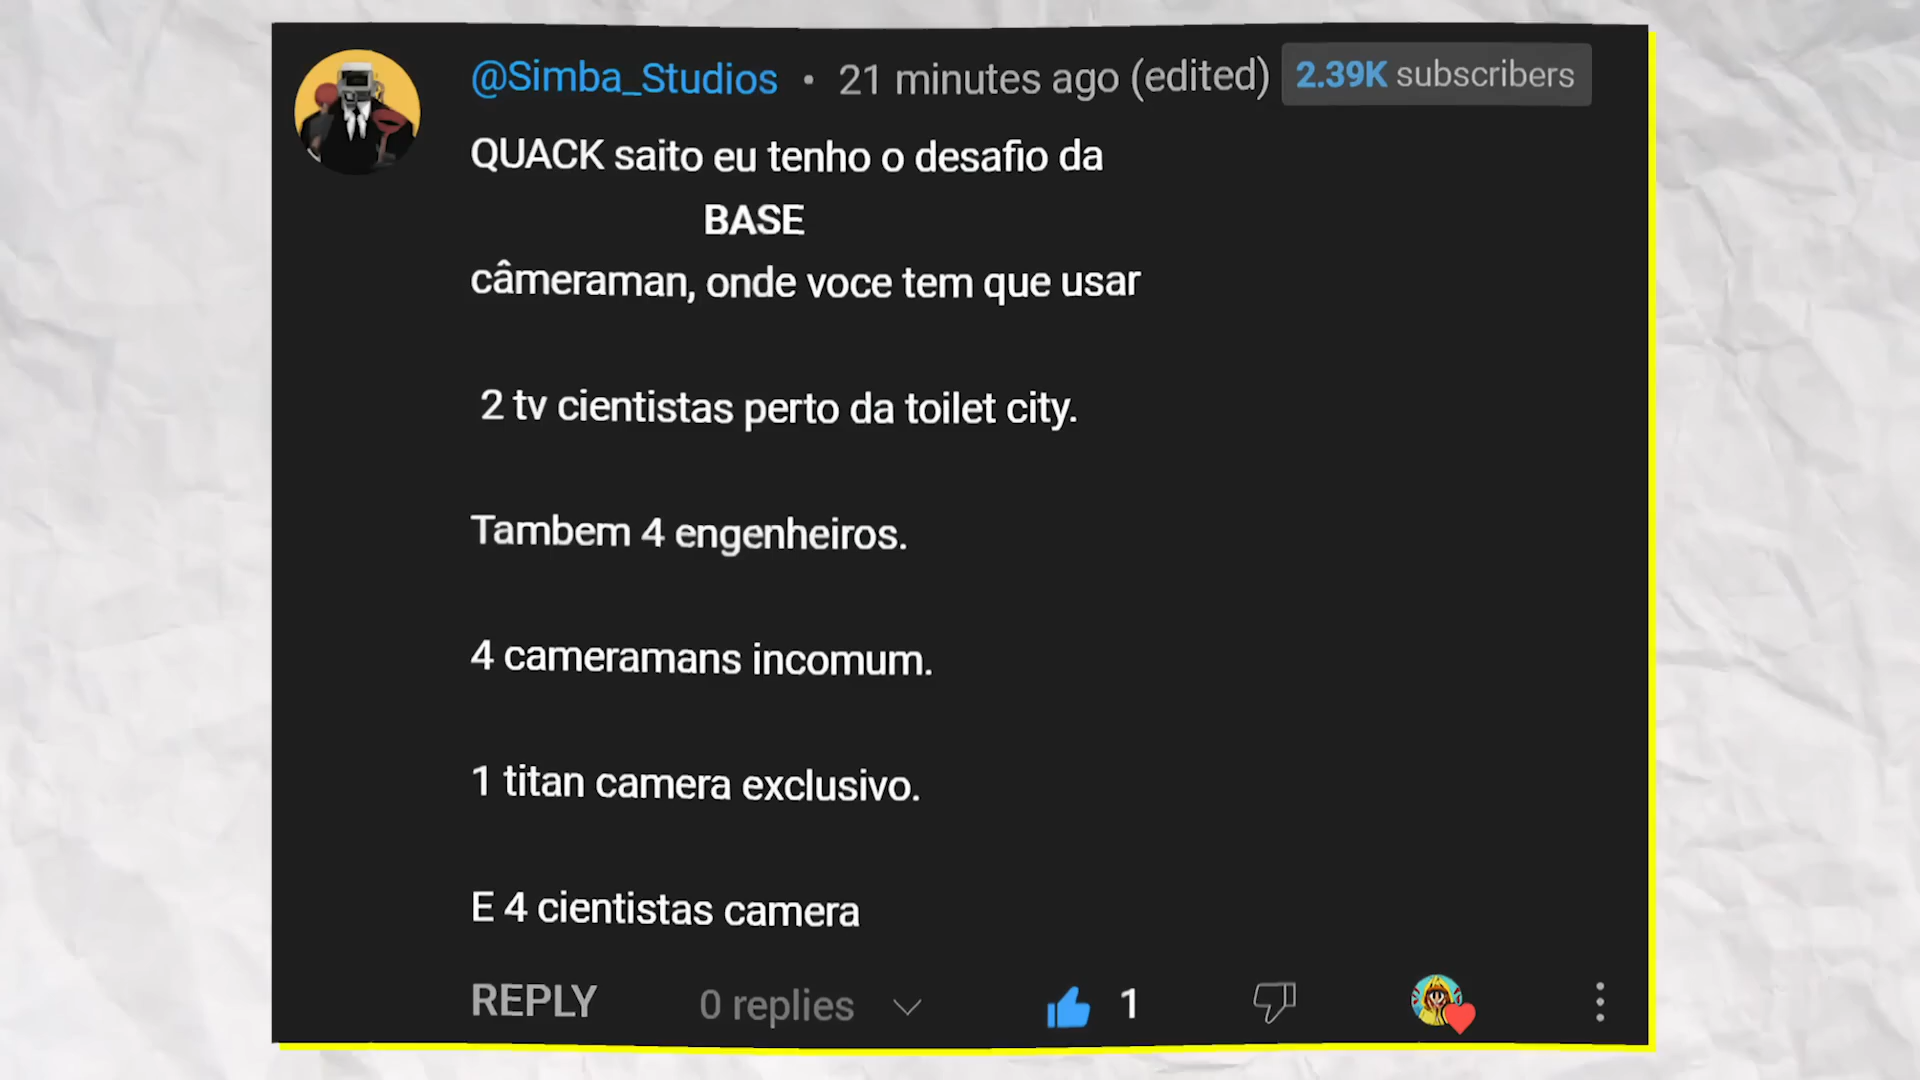 @Simba_Studios • 21 minutes ago (edited) 2.39K subscribers
QUACK saito eu tenho o desafio da
BASE
câmeraman, onde voce tem que usar
2 tv cientistas perto da toilet city.
Tambem 4 engenheiros.
4 cameramans incomum.
1 titan camera exclusivo.
E 4 cientistas camera
REPLY 0 replies 1